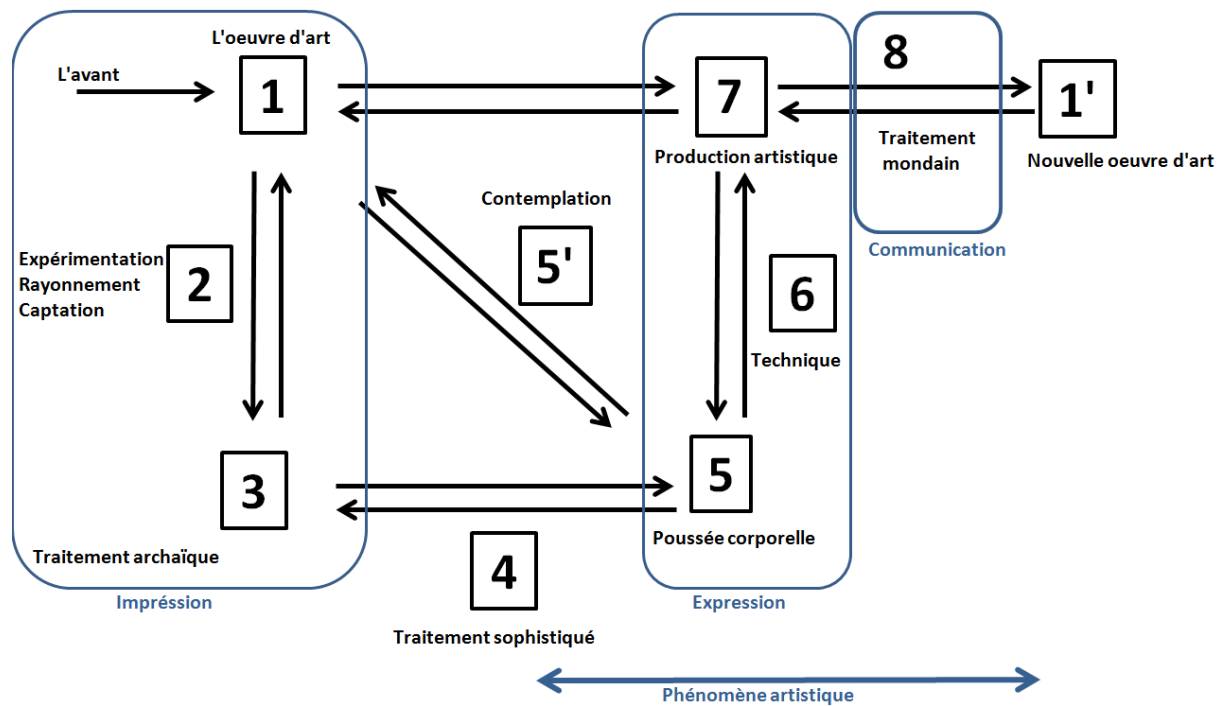 L'oeuvre d'art
L'avant
1
7
8
1'
Production artistique
Traitement
mondain
Nouvelle oeuvre d'art
Contemplation
5'
Expérimentation
Rayonnement
Captation
2
Communication
6
Technique
3
5
Traitement archaïque
Poussée corporelle
4
Impréssion
Expression
Traitement sophistiqué
Phénomène artistique